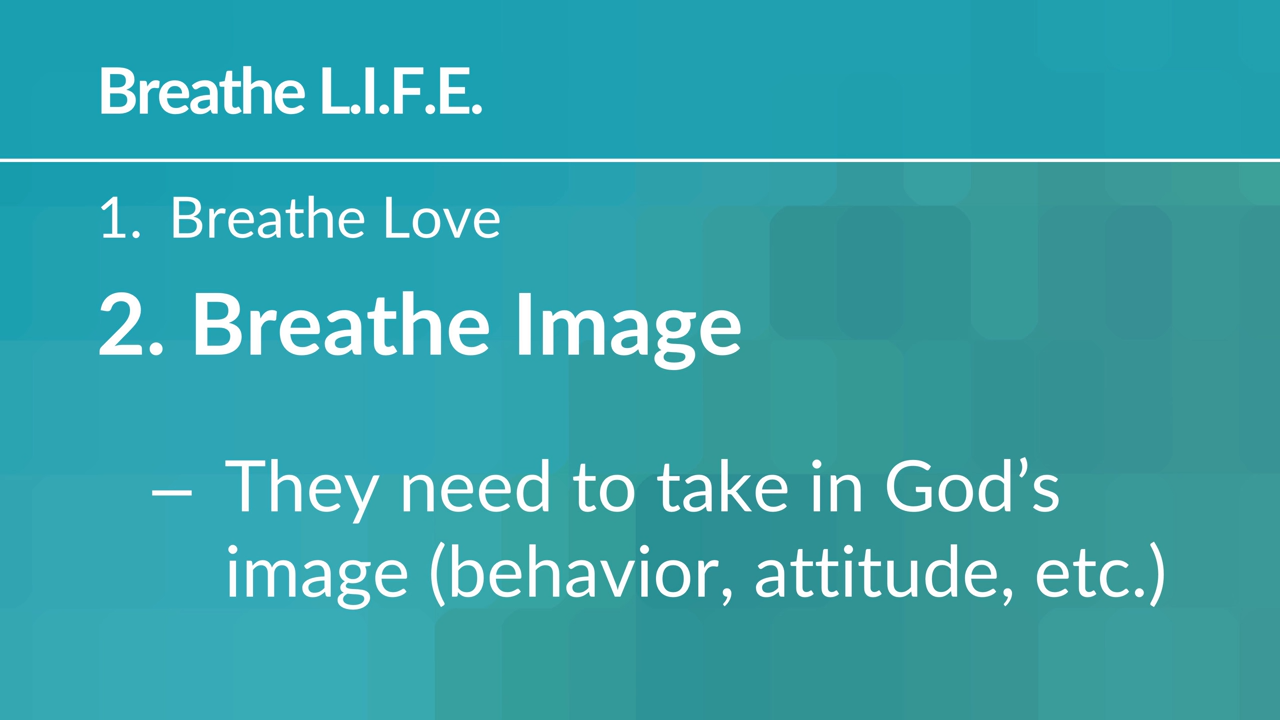 Breathe L.I.F.E.
1. Breathe Love
2. Breathe Image
– They need to take in God’s
image (behavior, attitude, etc.)